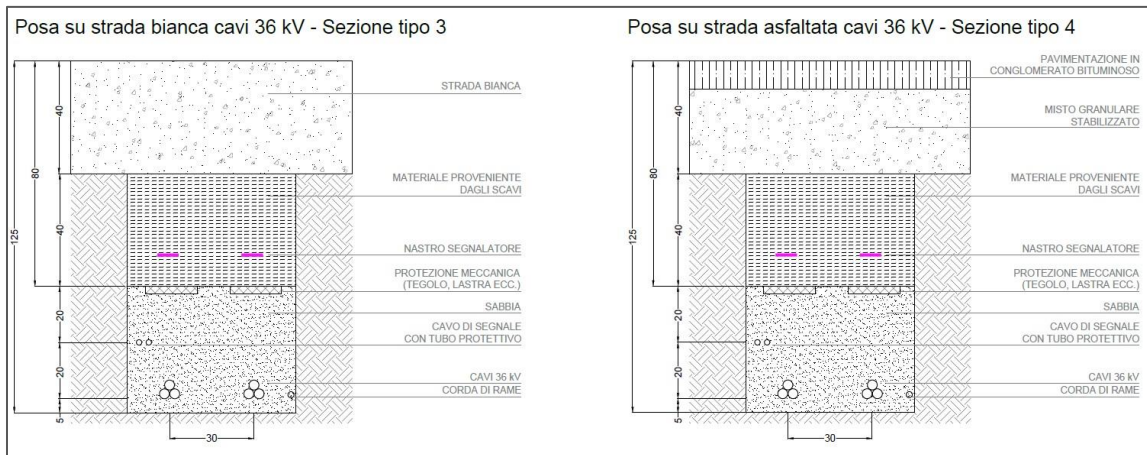 Posa su strada bianca cavi 36 kV - Sezione tipo 3
STRADA BIANCA
MATERIALE PROVENIENTE
DAGLI SCAVI
NASTRO SEGNALATORE
PROTEZIONE MECCANICA
(TEGOLO, LASTRA ECC.)
SABBIA
CAVO DI SEGNALE
CON TUBO PROTETTIVO
CAVI 36 kV
CORDA DI RAME
125
80
40
40
20
20
5
30
Posa su strada asfaltata cavi 36 kV - Sezione tipo 4
PAVIMENTAZIONE IN
CONGLOMERATO BITUMINOSO
MISTO GRANULARE
STABILIZZATO
MATERIALE PROVENIENTE
DAGLI SCAVI
NASTRO SEGNALATORE
PROTEZIONE MECCANICA
(TEGOLO, LASTRA ECC.)
SABBIA
CAVO DI SEGNALE
CON TUBO PROTETTIVO
CAVI 36 kV
CORDA DI RAME
125
80
40
40
20
20
5
30